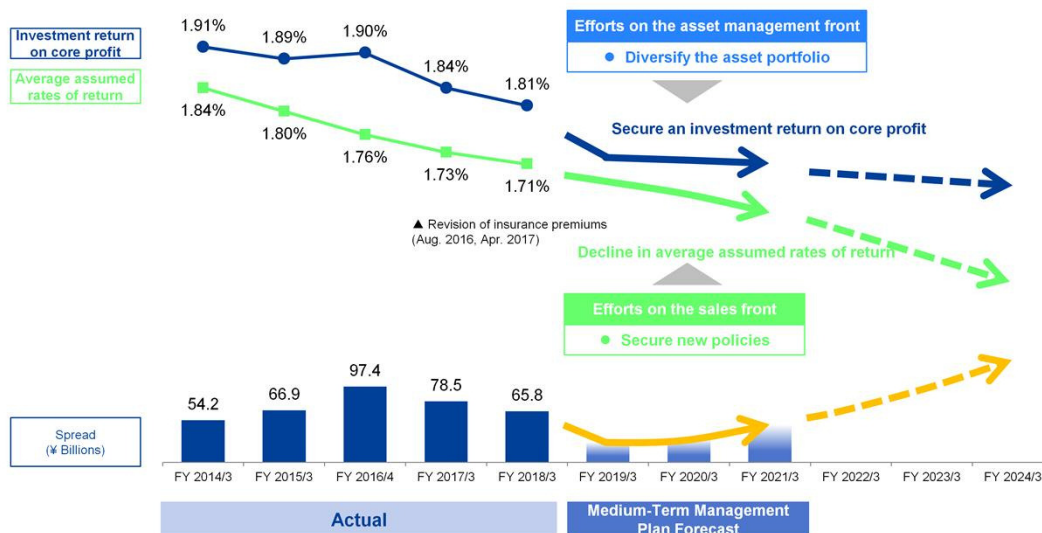 Investment return
on core profit
Average assumed
rates of return
1.91%
1.89%
1.90%
1.84%
1.81%
1.84%
1.80%
1.76%
1.73%
1.71%
Efforts on the asset management front
● Diversify the asset portfolio
Secure an investment return on core profit
▲ Revision of insurance premiums
(Aug. 2016, Apr. 2017)
Decline in average assumed rates of return
Efforts on the sales front
● Secure new policies
Spread
(¥ Billions)
54.2
66.9
97.4
78.5
65.8
FY 2014/3
FY 2015/3
FY 2016/4
FY 2017/3
FY 2018/3
FY 2019/3
FY 2020/3
FY 2021/3
FY 2022/3
FY 2023/3
FY 2024/3
Actual
Medium-Term Management
Plan Forecast